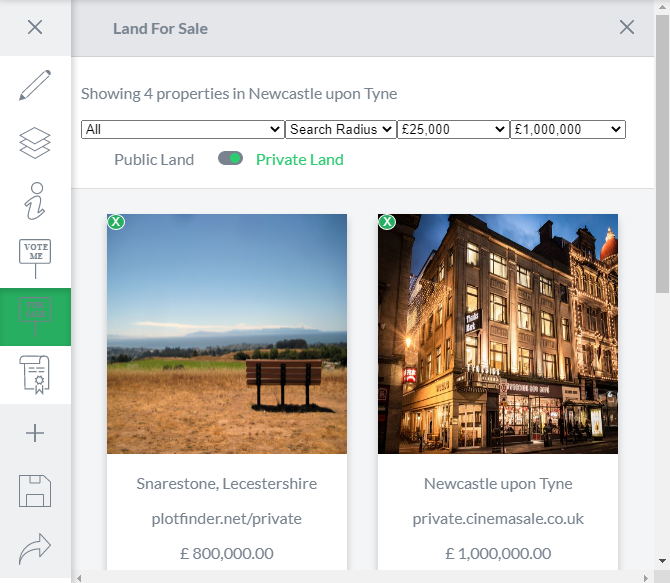 Land For Sale
Showing 4 properties in Newcastle upon Tyne
All Search Radius £25,000 £1,000,000
Public Land Private Land
VOTE
ME
X X
Snarestone, Lecestershire Newcastle upon Tyne
plotfinder.net/private private.cinemasale.co.uk
£ 800,000.00 £ 1,000,000.00